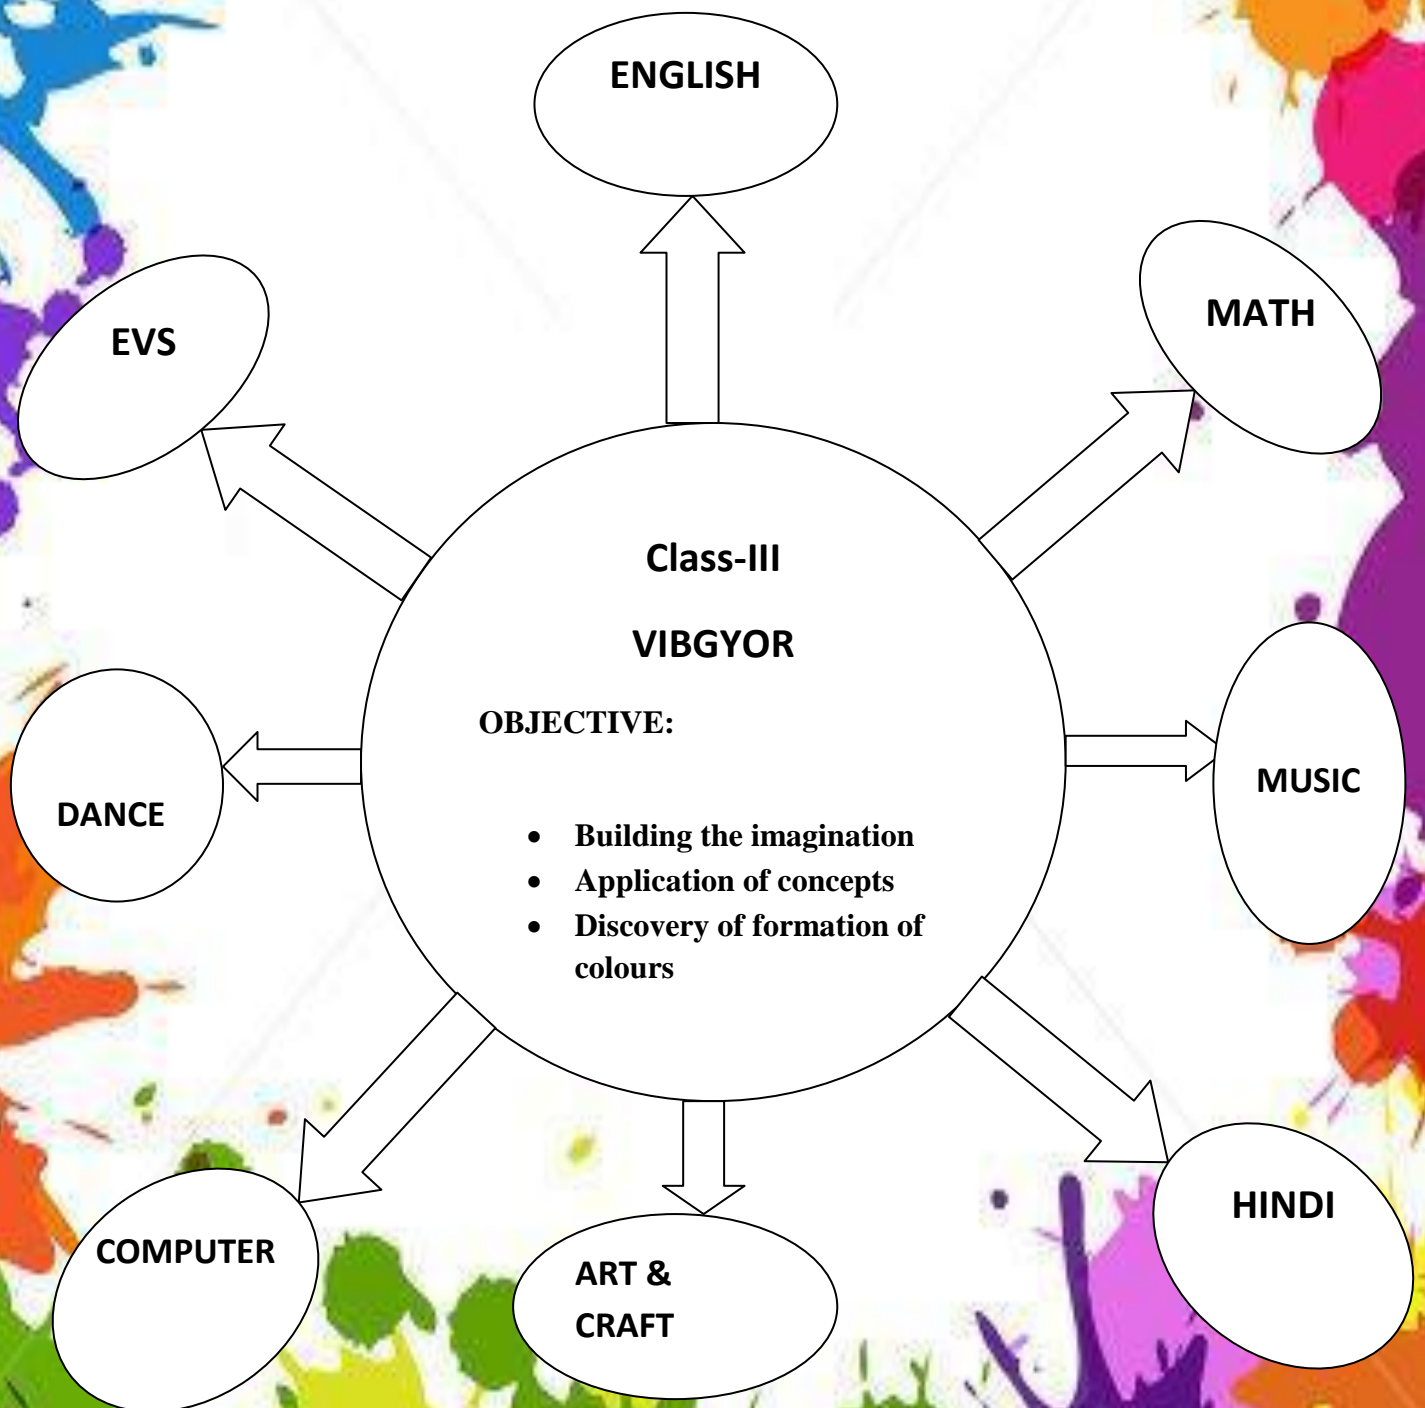 ENGLISH
MATH
EVS
Class-III
VIBGYOR
OBJECTIVE:
• Building the imagination
• Application of concepts
• Discovery of formation of
colours
MUSIC
DANCE
HINDI
COMPUTER
ART &
CRAFT